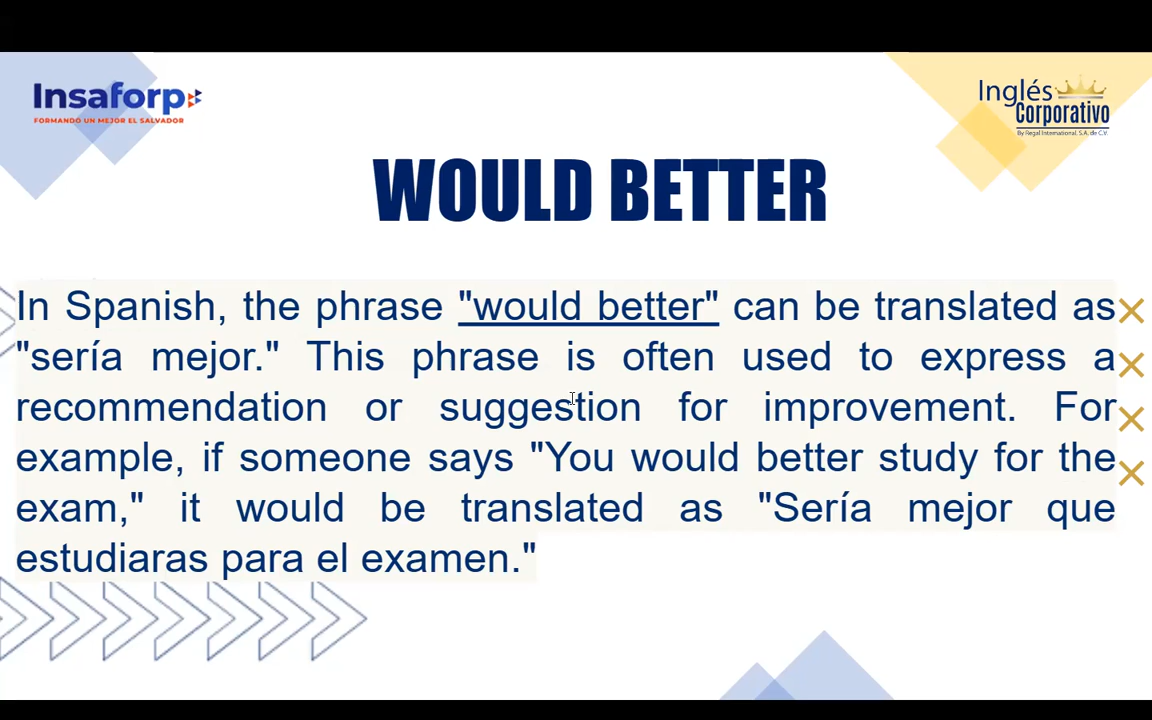 Insaforp
FORMANDO UN MEJOR EL SALVADOR
Inglés
Corporativo
By Regal International, S.A. de C.V.
WOULD BETTER
In Spanish, the phrase "would better" can be translated as
"sería mejor." This phrase is often used to express a
recommendation or suggestion for improvement. For
example, if someone says "You would better study for the
exam," it would be translated as "Sería mejor que
estudiaras para el examen."